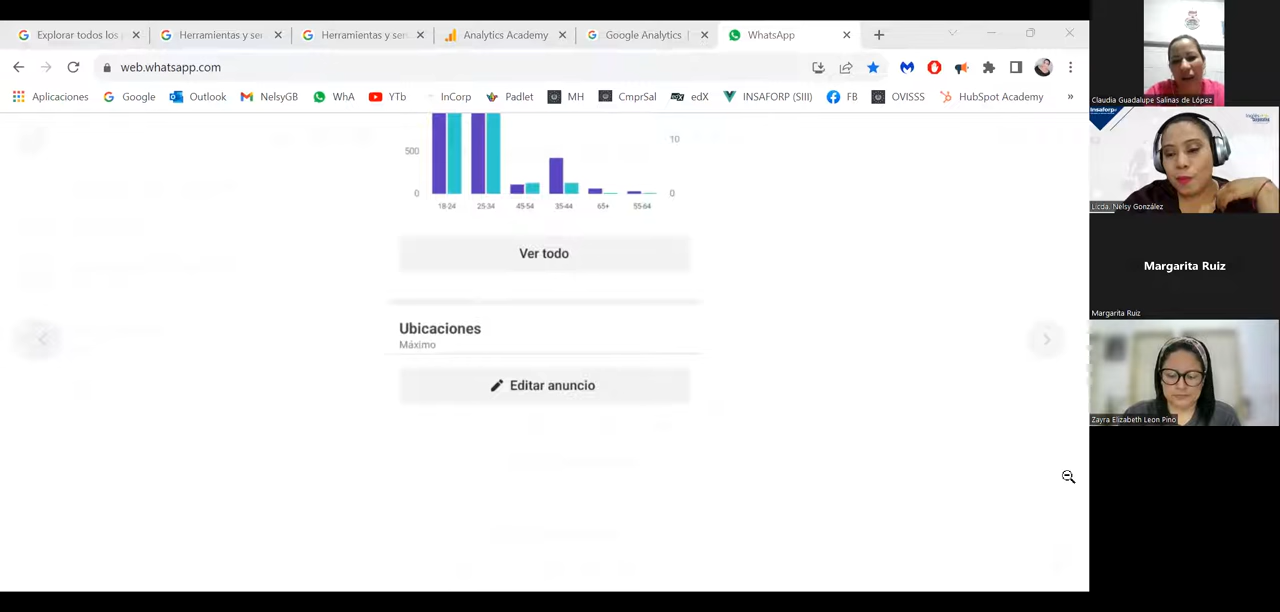 Explorar todos los
Herramientas y ser
Herramientas y ser
Analytics Academy
Google Analytics
WhatsApp
web.whatsapp.com
Aplicaciones
Google
Outlook
NelsyGB
WhA
YTb
InCorp
Padlet
MH
CmprSal
edX
INSAFORP (SIII)
FB
OVISSS
HubSpot Academy
»
500
10
0
0
18-24
25-34
45-54
35-44
65+
55-64
Ver todo
Ubicaciones
Máximo
Editar anuncio
Claudia Guadalupe Salinas de López
Insaforp
Licda. Nelsy González
Margarita Ruiz
Margarita Ruiz
Zayra Elizabeth Leon Pino